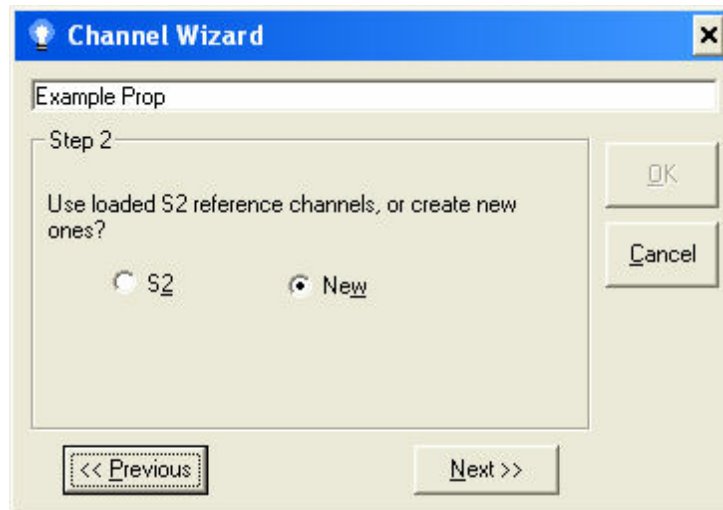 Channel Wizard
Example Prop
Step 2
Use loaded S2 reference channels, or create new
ones?
S2
New
OK
Cancel
<< Previous
Next >>